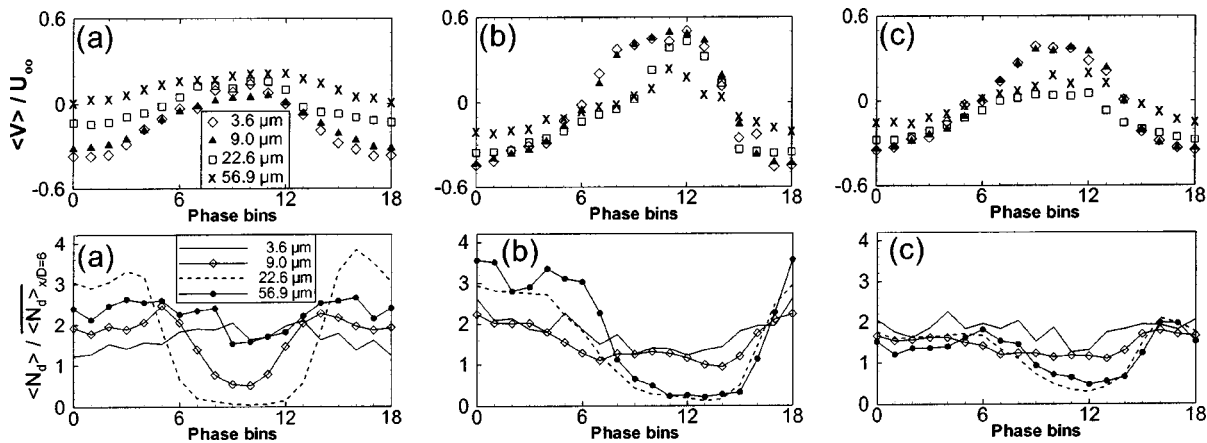 0.6
(a)
<V> / U∞
0
-0.6
◇ 3.6 μm
▲ 9.0 μm
□ 22.6 μm
x 56.9 μm
0 6 12 18
Phase bins
0.6
(b)
0
-0.6
0 6 12 18
Phase bins
0.6
(c)
0
-0.6
0 6 12 18
Phase bins
4
(a)
3
2
1
0
<N_d> / <N_d>_x/D=6
3.6 μm
9.0 μm
22.6 μm
56.9 μm
0 6 12 18
Phase bins
4
(b)
3
2
1
0
0 6 12 18
Phase bins
4
(c)
3
2
1
0
0 6 12 18
Phase bins